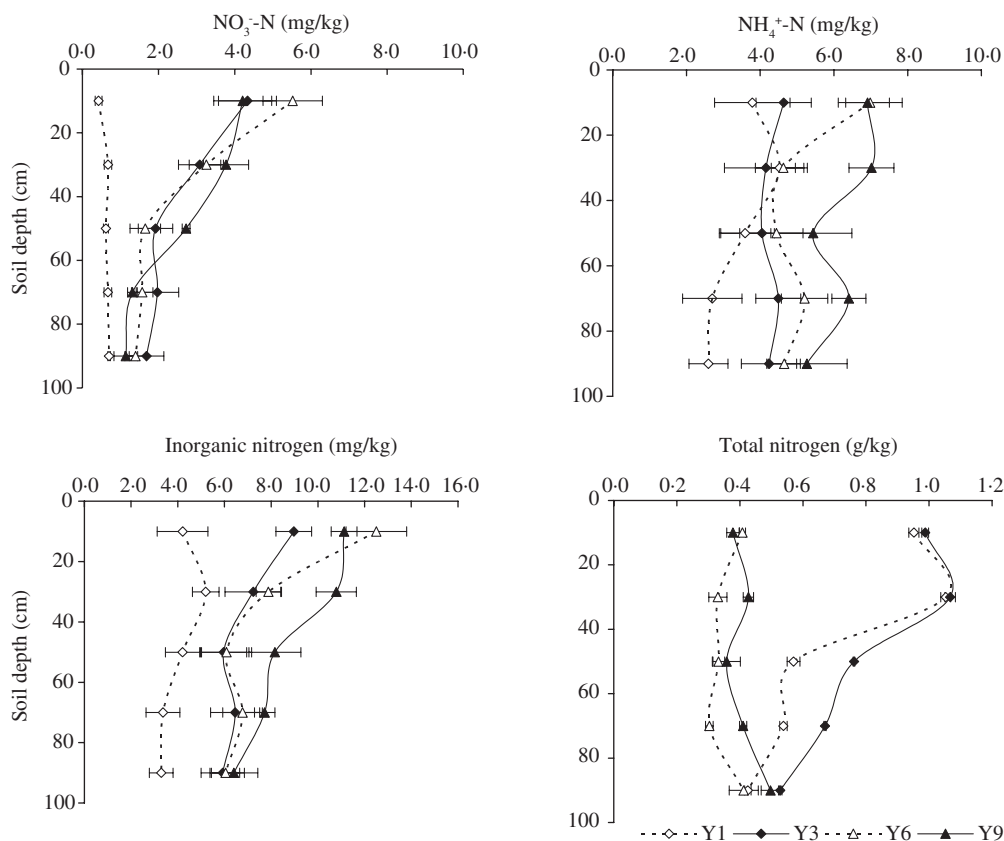 NO₃⁻-N (mg/kg)
0·0 2·0 4·0 6·0 8·0 10·0
0
20
40
60
80
100
Soil depth (cm)
NH₄⁺-N (mg/kg)
0·0 2·0 4·0 6·0 8·0 10·0
0
20
40
60
80
100
Inorganic nitrogen (mg/kg)
0·0 2·0 4·0 6·0 8·0 10·0 12·0 14·0 16·0
0
20
40
60
80
100
Soil depth (cm)
Total nitrogen (g/kg)
0·0 0·2 0·4 0·6 0·8 1·0 1·2
0
20
40
60
80
100
Y1 Y3 Y6 Y9